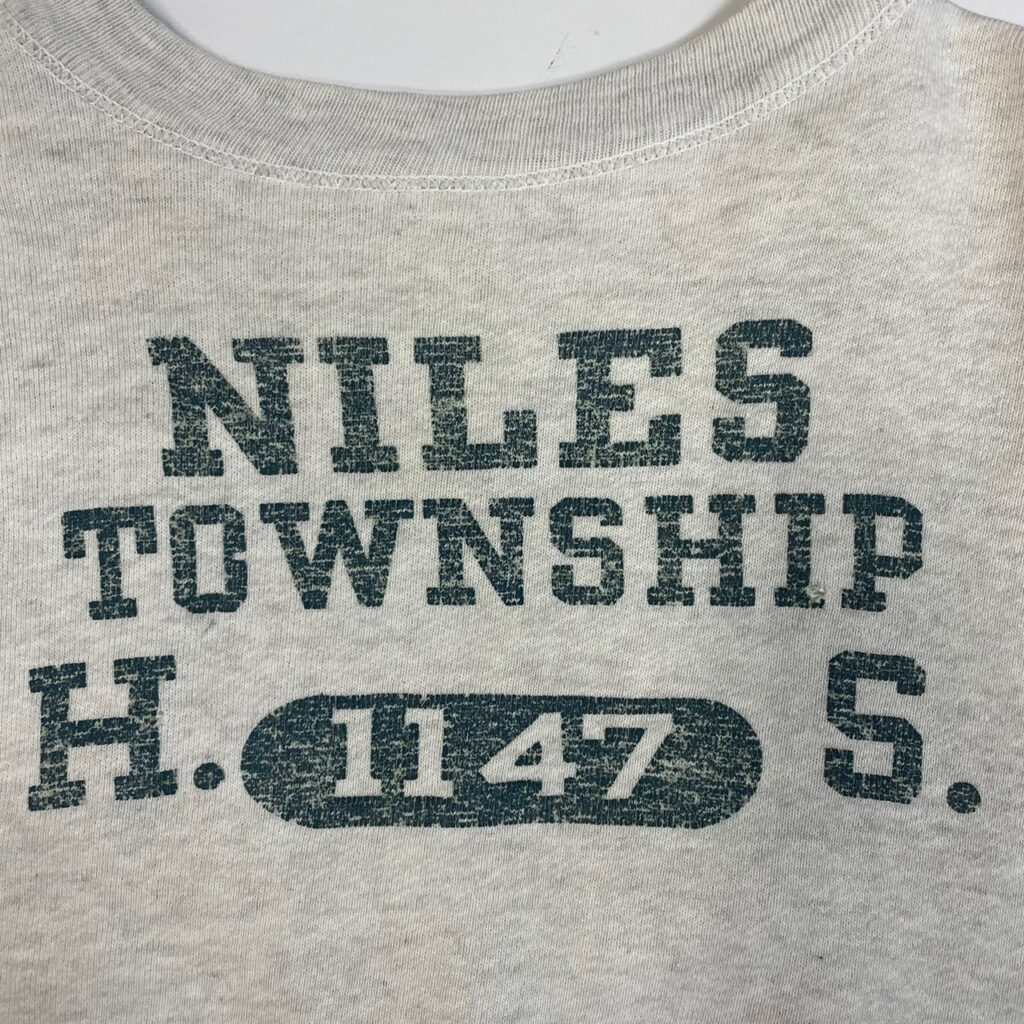 NILES
TOWNSHIP
H. 1147 S.